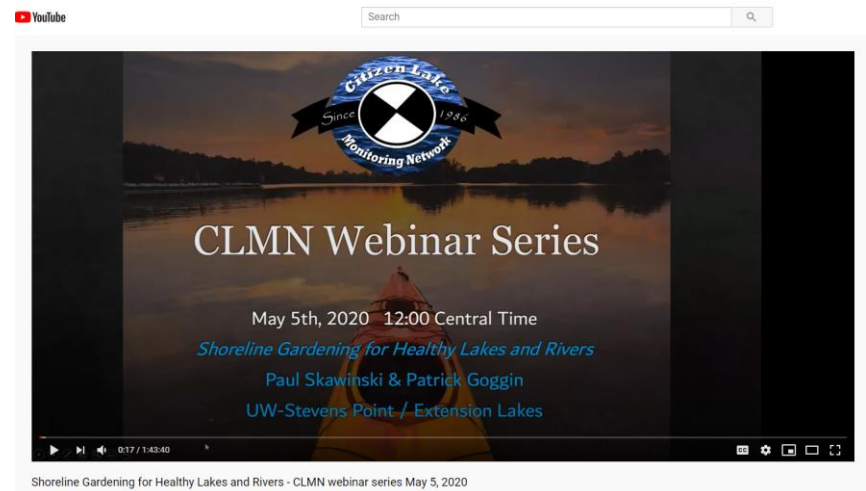 YouTube
Search
Citizen Lake
Since 1986
Monitoring Network
CLMN Webinar Series
May 5th, 2020 12:00 Central Time
Shoreline Gardening for Healthy Lakes and Rivers
Paul Skawinski & Patrick Goggin
UW-Stevens Point / Extension Lakes
0:17 / 1:43:40
CC
Shoreline Gardening for Healthy Lakes and Rivers - CLMN webinar series May 5, 2020